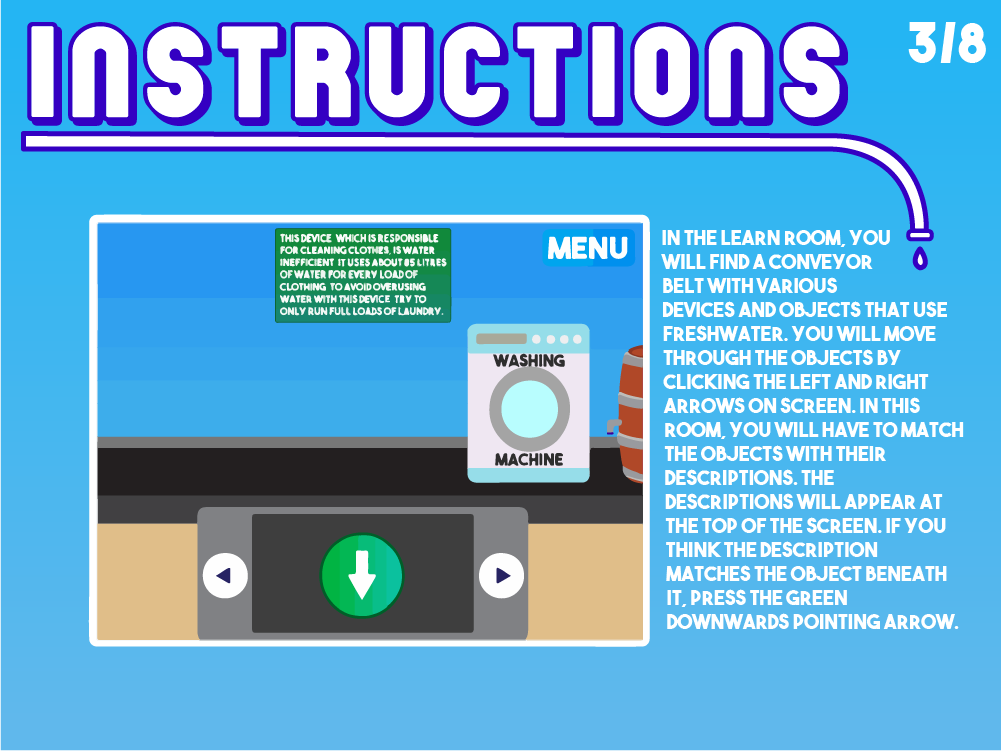 INSTRUCTIONS
3/8
THIS DEVICE WHICH IS RESPONSIBLE
FOR CLEANING CLOTHES, IS WATER
INEFFICIENT IT USES ABOUT 85 LITRES
OF WATER FOR EVERY LOAD OF
CLOTHING TO AVOID OVERUSING
WATER WITH THIS DEVICE TRY TO
ONLY RUN FULL LOADS OF LAUNDRY.
MENU
WASHING
MACHINE
IN THE LEARN ROOM, YOU
WILL FIND A CONVEYOR
BELT WITH VARIOUS
DEVICES AND OBJECTS THAT USE
FRESHWATER. YOU WILL MOVE
THROUGH THE OBJECTS BY
CLICKING THE LEFT AND RIGHT
ARROWS ON SCREEN. IN THIS
ROOM, YOU WILL HAVE TO MATCH
THE OBJECTS WITH THEIR
DESCRIPTIONS. THE
DESCRIPTIONS WILL APPEAR AT
THE TOP OF THE SCREEN. IF YOU
THINK THE DESCRIPTION
MATCHES THE OBJECT BENEATH
IT, PRESS THE GREEN
DOWNWARDS POINTING ARROW.